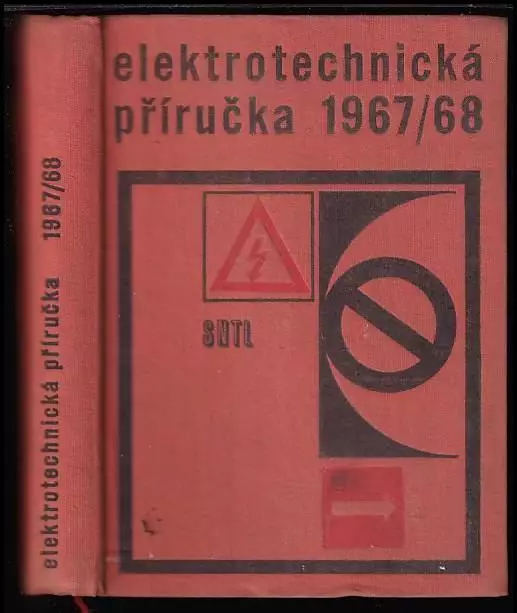 elektrotechnická příručka 1967/68
elektrotechnická
příručka 1967/68
SNTL